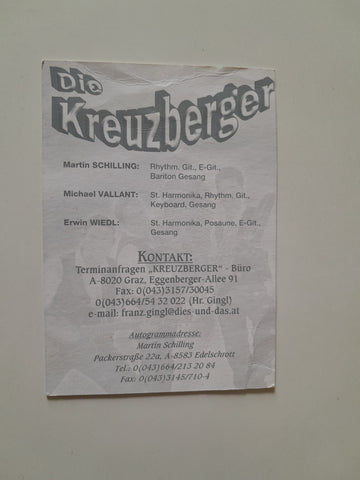 Die
Kreuzberger
Martin SCHILLING: Rhythm. Git., E-Git.,
Bariton Gesang
Michael VALLANT: St. Harmonika, Rhythm. Git.,
Keyboard, Gesang
Erwin WIEDL: St. Harmonika, Posaune, E-Git.,
Gesang
KONTAKT:
Terminanfragen „KREUZBERGER" - Büro
A-8020 Graz, Eggenberger-Allee 91
Fax: 0(043)3157/30045
0(043)664/54 32 022 (Hr. Gingl)
e-mail: franz.gingl@dies-und-das.at
Autogrammadresse:
Martin Schilling
Packerstraße 22a, A-8583 Edelschrott
Tel.: 0(043)664/213 20 84
Fax: 0(043)3145/710-4